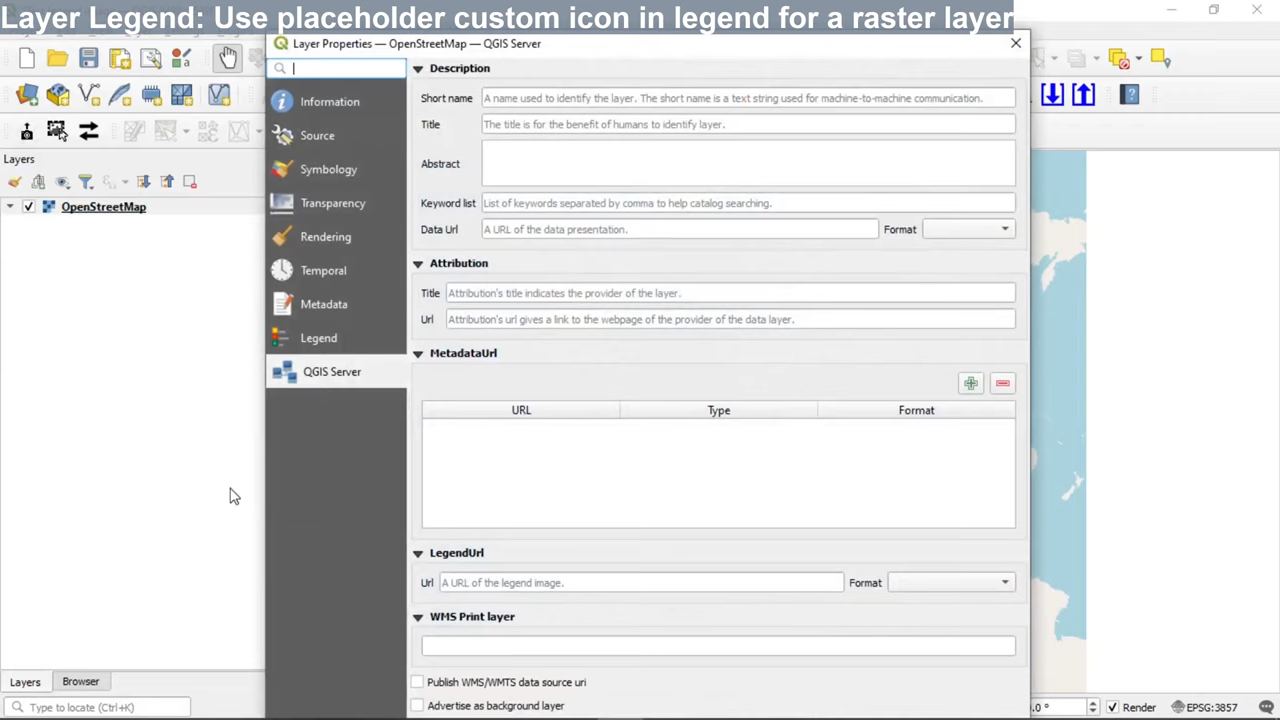 Layer Legend: Use placeholder custom icon in legend for a raster layer
Layer Properties — OpenStreetMap — QGIS Server
Information
Source
Symbology
Transparency
Rendering
Temporal
Metadata
Legend
QGIS Server
Description
Short name A name used to identify the layer. The short name is a text string used for machine-to-machine communication.
Title The title is for the benefit of humans to identify layer.
Abstract
Keyword list List of keywords separated by comma to help catalog searching.
Data Url A URL of the data presentation. Format
Attribution
Title Attribution's title indicates the provider of the layer.
Url Attribution's url gives a link to the webpage of the provider of the data layer.
MetadataUrl
URL Type Format
LegendUrl
Url A URL of the legend image. Format
WMS Print layer
Publish WMS/WMTS data source uri
Advertise as background layer
Layers
OpenStreetMap
Layers Browser
Type to locate (Ctrl+K)
.0 ° Render EPSG:3857